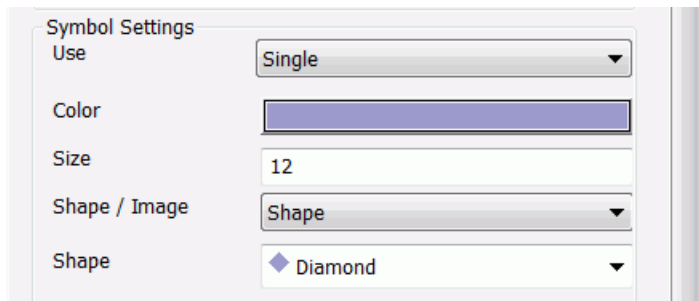 Symbol Settings
Use Single
Color
Size 12
Shape / Image Shape
Shape Diamond